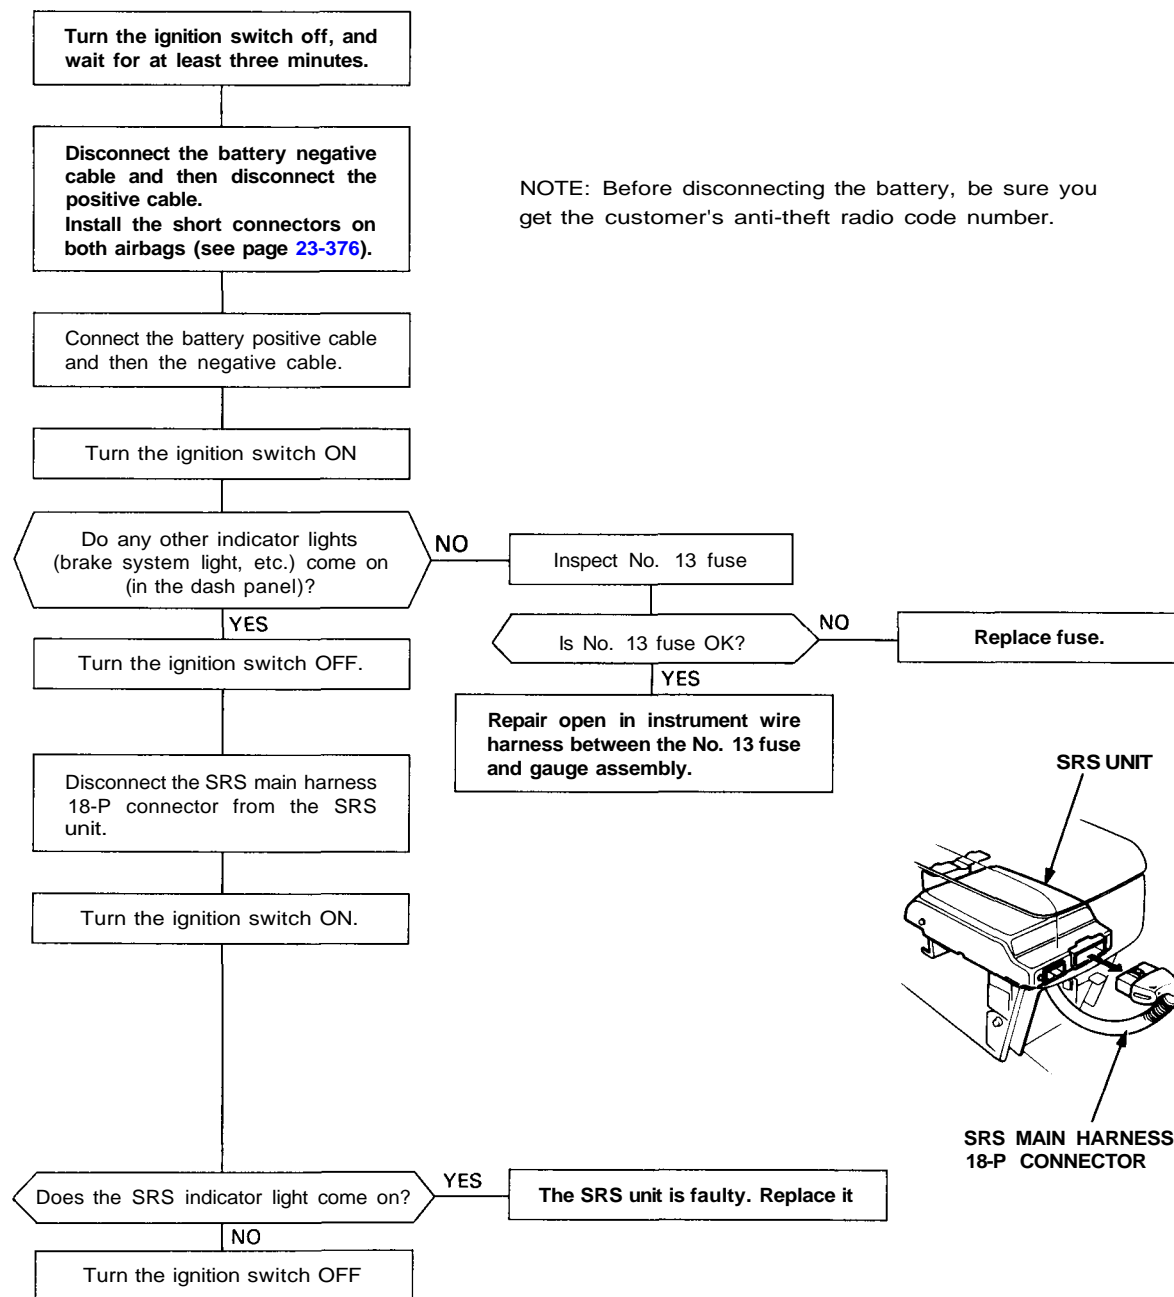 Turn the ignition switch off, and
wait for at least three minutes.
Disconnect the battery negative
cable and then disconnect the
positive cable.
Install the short connectors on
both airbags (see page 23-376).
NOTE: Before disconnecting the battery, be sure you
get the customer's anti-theft radio code number.
Connect the battery positive cable
and then the negative cable.
Turn the ignition switch ON
Do any other indicator lights
(brake system light, etc.) come on
(in the dash panel)?
NO
Inspect No. 13 fuse
YES
Is No. 13 fuse OK?
NO
Replace fuse.
Turn the ignition switch OFF.
YES
Repair open in instrument wire
harness between the No. 13 fuse
and gauge assembly.
Disconnect the SRS main harness
18-P connector from the SRS
unit.
SRS UNIT
Turn the ignition switch ON.
SRS MAIN HARNESS
18-P CONNECTOR
Does the SRS indicator light come on?
YES
The SRS unit is faulty. Replace it
NO
Turn the ignition switch OFF